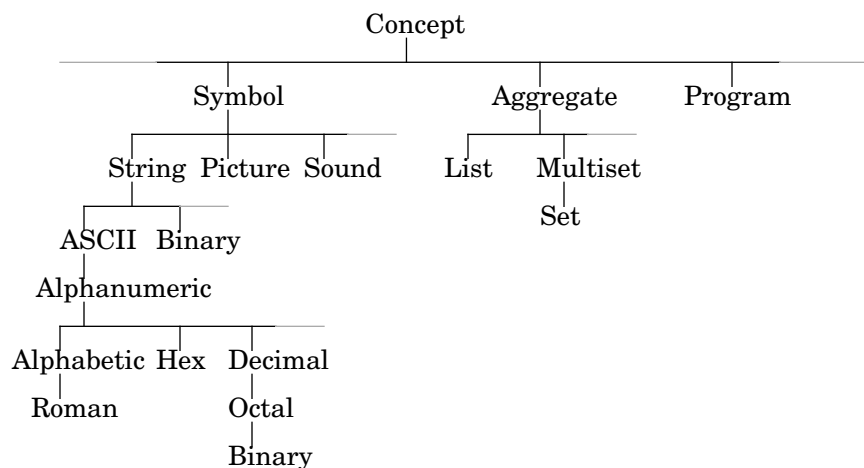 Concept
Symbol Aggregate Program
String Picture Sound List Multiset
Set
ASCII Binary
Alphanumeric
Alphabetic Hex Decimal
Roman Octal
Binary